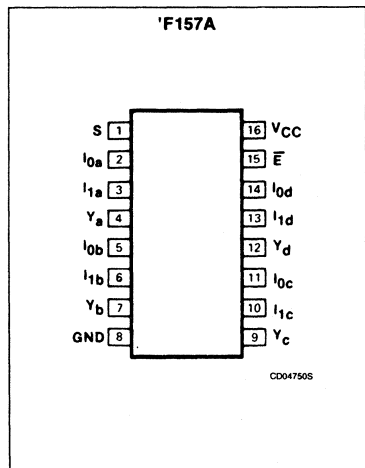 'F157A
S 1 16 VCC
I0a 2 15 E̅
I1a 3 14 I0d
Ya 4 13 I1d
I0b 5 12 Yd
I1b 6 11 I0c
Yb 7 10 I1c
GND 8 9 Yc
CD04750S